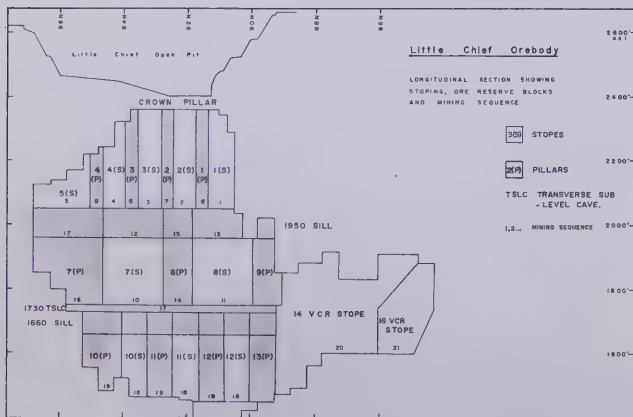 96N 94N 92N 90N 88N 86N
2600'
asl
Little Chief Open Pit
Little Chief Orebody
LONGITUDINAL SECTION SHOWING
STOPING, ORE RESERVE BLOCKS
AND MINING SEQUENCE
2400'
CROWN PILLAR
3(S) STOPES
2(P) PILLARS
TSLC TRANSVERSE SUB
-LEVEL CAVE.
1,2... MINING SEQUENCE
2200'
4(P) 4(S) 3(P) 3(S) 2(P) 2(S) 1(P) 1(S)
5(S)
5 9 4 8 3 7 2 6 1
1950 SILL
2000'
17 12 15 13
7(P) 7(S) 8(P) 8(S) 9(P)
16 10 14 11
1800'
1730 TSLC
17
1660 SILL
14 VCR STOPE
16 VCR
STOPE
20 21
1600'
10(P) 10(S) 11(P) 11(S) 12(P) 12(S) 13(P)
19 18 19 18 19 18